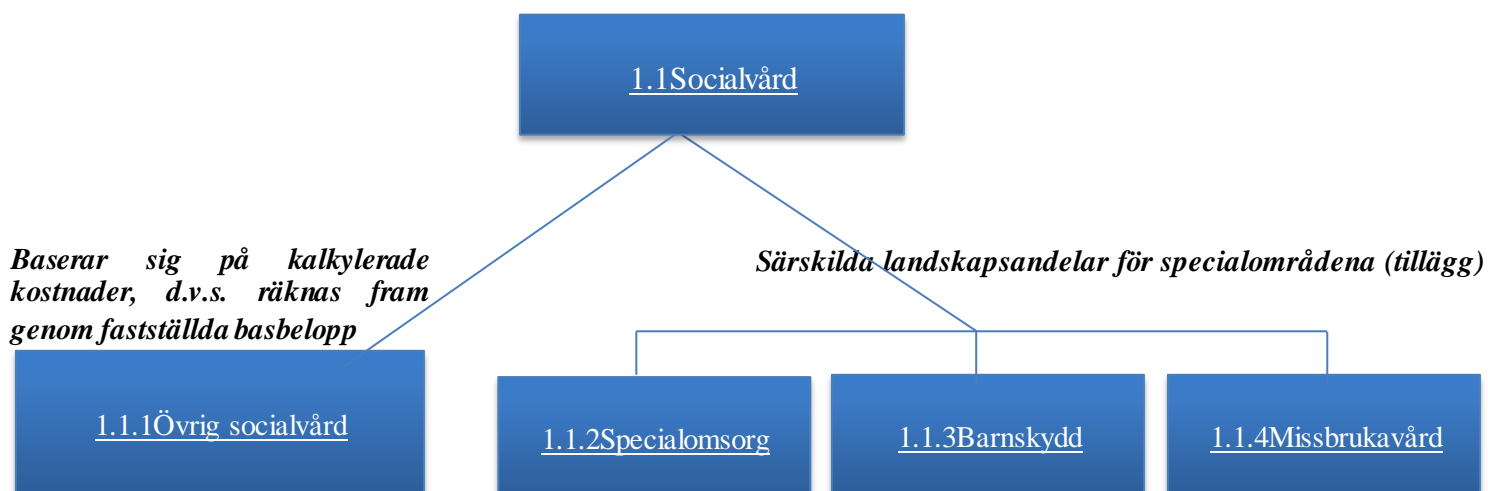 1.1Socialvård
Baserar sig på kalkylerade
kostnader, d.v.s. räknas fram
genom fastställda basbelopp
Särskilda landskapsandelar för specialområdena (tillägg)
1.1.1Övrig socialvård
1.1.2Specialomsorg
1.1.3Barnskydd
1.1.4Missbrukavård